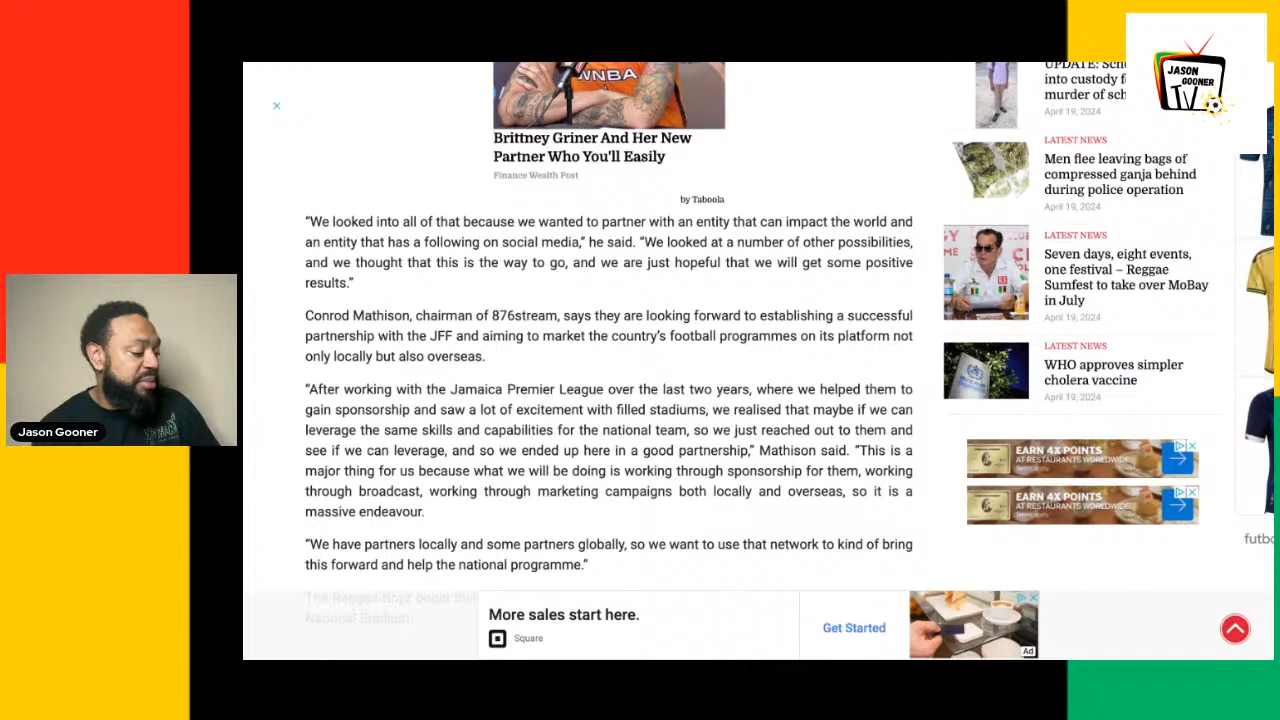 WNBA
Brittney Griner And Her New
Partner Who You'll Easily
Finance Wealth Post
by Taboola
“We looked into all of that because we wanted to partner with an entity that can impact the world and
an entity that has a following on social media,” he said. “We looked at a number of other possibilities,
and we thought that this is the way to go, and we are just hopeful that we will get some positive
results.”
Conrod Mathison, chairman of 876stream, says they are looking forward to establishing a successful
partnership with the JFF and aiming to market the country’s football programmes on its platform not
only locally but also overseas.
“After working with the Jamaica Premier League over the last two years, where we helped them to
gain sponsorship and saw a lot of excitement with filled stadiums, we realised that maybe if we can
leverage the same skills and capabilities for the national team, so we just reached out to them and
see if we can leverage, and so we ended up here in a good partnership,” Mathison said. “This is a
major thing for us because what we will be doing is working through sponsorship for them, working
through broadcast, working through marketing campaigns both locally and overseas, so it is a
massive endeavour.
“We have partners locally and some partners globally, so we want to use that network to kind of bring
this forward and help the national programme.”
The Reggae Boyz
National Stadium.
More sales start here.
Square
Get Started
Ad
UPDATE:
into custody
murder of sch
April 19, 2024
LATEST NEWS
Men flee leaving bags of
compressed ganja behind
during police operation
April 19, 2024
LATEST NEWS
Seven days, eight events,
one festival – Reggae
Sumfest to take over MoBay
in July
April 19, 2024
LATEST NEWS
WHO approves simpler
cholera vaccine
April 19, 2024
EARN 4X POINTS
AT RESTAURANTS WORLDWIDE
EARN 4X POINTS
AT RESTAURANTS WORLDWIDE
futbo
JASON
GOONER
TV
Jason Gooner